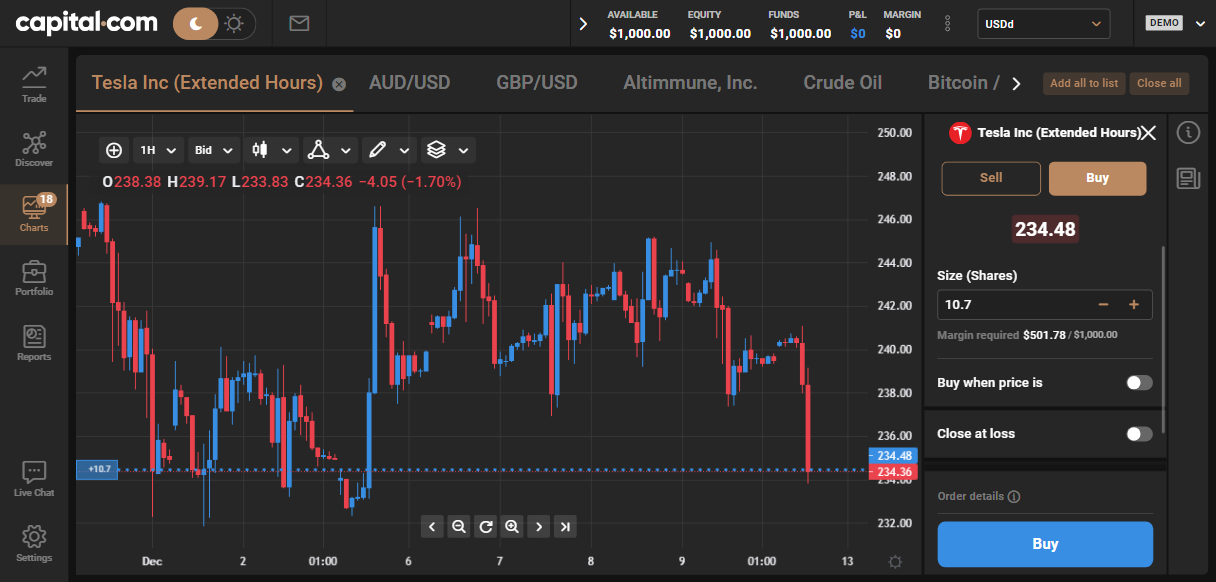 capital.com
AVAILABLE
$1,000.00
EQUITY
$1,000.00
FUNDS
$1,000.00
P&L
$0
MARGIN
$0
USDd
DEMO
Trade
Discover
18
Charts
Portfolio
Reports
Live Chat
Settings
Tesla Inc (Extended Hours) AUD/USD GBP/USD Altimmune, Inc. Crude Oil Bitcoin /
Add all to list
Close all
1H
Bid
O238.38 H239.17 L233.83 C234.36 −4.05 (−1.70%)
250.00
248.00
246.00
244.00
242.00
240.00
238.00
236.00
234.48
234.36
234.00
232.00
+10.7
Dec 2 01:00 6 7 8 9 01:00 13
Tesla Inc (Extended Hours)
Sell
Buy
234.48
Size (Shares)
10.7
Margin required $501.78 / $1,000.00
Buy when price is
Close at loss
Order details
Buy